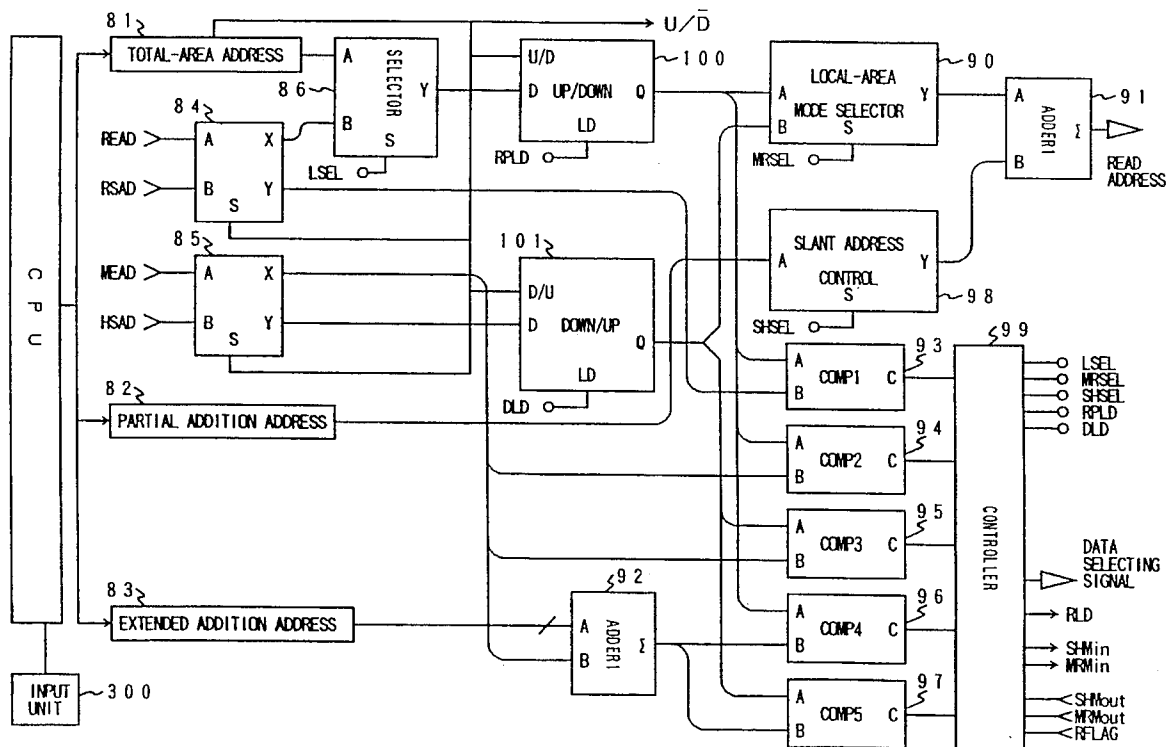 81
TOTAL-AREA ADDRESS
U/D̅
A
SELECTOR
B
Y
S
86
LSEL
U/D
D UP/DOWN Q
LD
100
RPLD
LOCAL-AREA
A
MODE SELECTOR
Y
B
S
90
MRSEL
A
ADDER1
Σ
B
91
READ
ADDRESS
84
READ
A X
RSAD
B Y
S
85
MEAD
A X
HSAD
B Y
S
101
D/U
D DOWN/UP
Q
LD
DLD
SLANT ADDRESS
A
Y
CONTROL
S
98
SHSEL
CPU
82
PARTIAL ADDITION ADDRESS
83
EXTENDED ADDITION ADDRESS
92
A
ADDER1
Σ
B
INPUT
UNIT
300
93
A
COMP1 C
B
94
A
COMP2 C
B
95
A
COMP3 C
B
96
A
COMP4 C
B
97
A
COMP5 C
B
99
CONTROLLER
LSEL
MRSEL
SHSEL
RPLD
DLD
DATA
SELECTING
SIGNAL
RLD
SHMin
MRMin
SHMout
MRMout
RFLAG